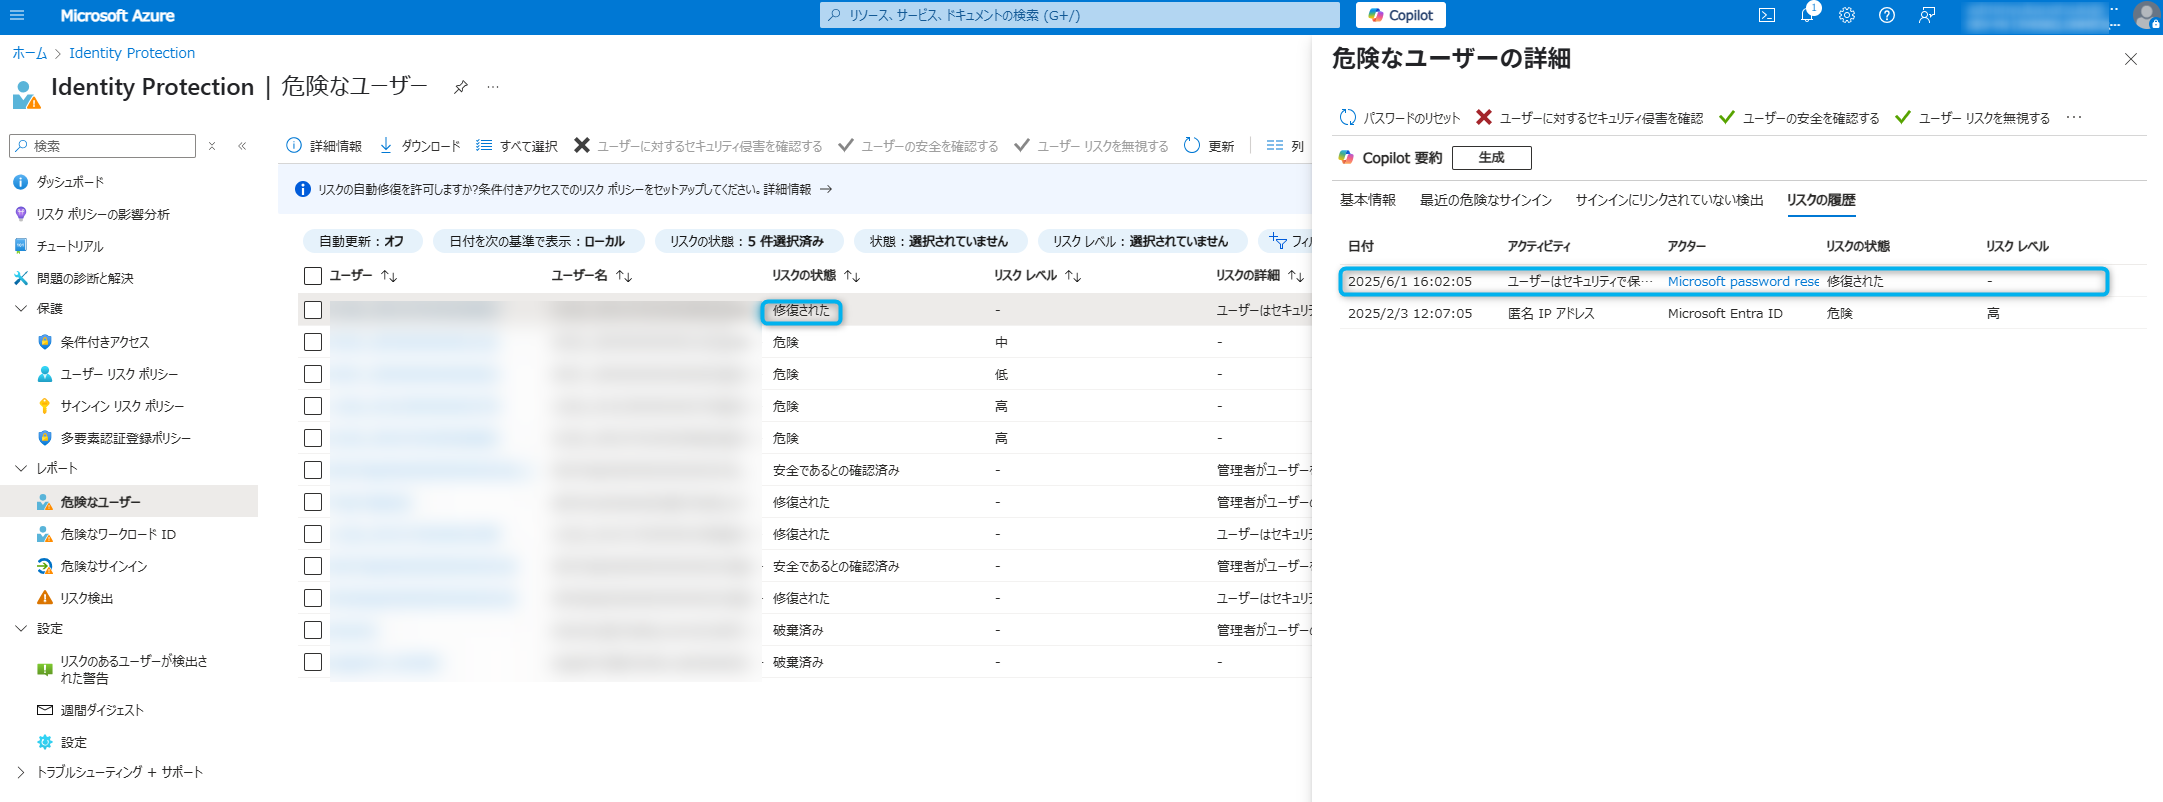 Microsoft Azure
リソース、サービス、ドキュメントの検索 (G+/)
Copilot
1
ホーム > Identity Protection
Identity Protection | 危険なユーザー
検索
ダッシュボード
リスク ポリシーの影響分析
チュートリアル
問題の診断と解決
保護
条件付きアクセス
ユーザー リスク ポリシー
サインイン リスク ポリシー
多要素認証登録ポリシー
レポート
危険なユーザー
危険なワークロード ID
危険なサインイン
リスク検出
設定
リスクのあるユーザーが検出さ
れた警告
週間ダイジェスト
設定
トラブルシューティング + サポート
詳細情報 ダウンロード すべて選択 ユーザーに対するセキュリティ侵害を確認する ユーザーの安全を確認する ユーザー リスクを無視する 更新 列
リスクの自動修復を許可しますか?条件付きアクセスでのリスク ポリシーをセットアップしてください。詳細情報 →
自動更新 : オフ 日付を次の基準で表示 : ローカル リスクの状態 : 5 件選択済み 状態 : 選択されていません リスク レベル : 選択されていません フィ
ユーザー ↑↓ ユーザー名 ↑↓ リスクの状態 ↑↓ リスク レベル ↑↓ リスクの詳細 ↑↓
修復された - ユーザーはセキュリテ
危険 中 -
危険 低 -
危険 高 -
危険 高 -
安全であるとの確認済み - 管理者がユーザー
修復された - 管理者がユーザー
修復された - ユーザーはセキュリテ
安全であるとの確認済み - 管理者がユーザー
修復された - ユーザーはセキュリテ
破棄済み - 管理者がユーザー
破棄済み - -
危険なユーザーの詳細
パスワードのリセット ユーザーに対するセキュリティ侵害を確認 ユーザーの安全を確認する ユーザー リスクを無視する ...
Copilot 要約 生成
基本情報 最近の危険なサインイン サインインにリンクされていない検出 リスクの履歴
日付 アクティビティ アクター リスクの状態 リスク レベル
2025/6/1 16:02:05 ユーザーはセキュリティで保… Microsoft password rese 修復された -
2025/2/3 12:07:05 匿名 IP アドレス Microsoft Entra ID 危険 高